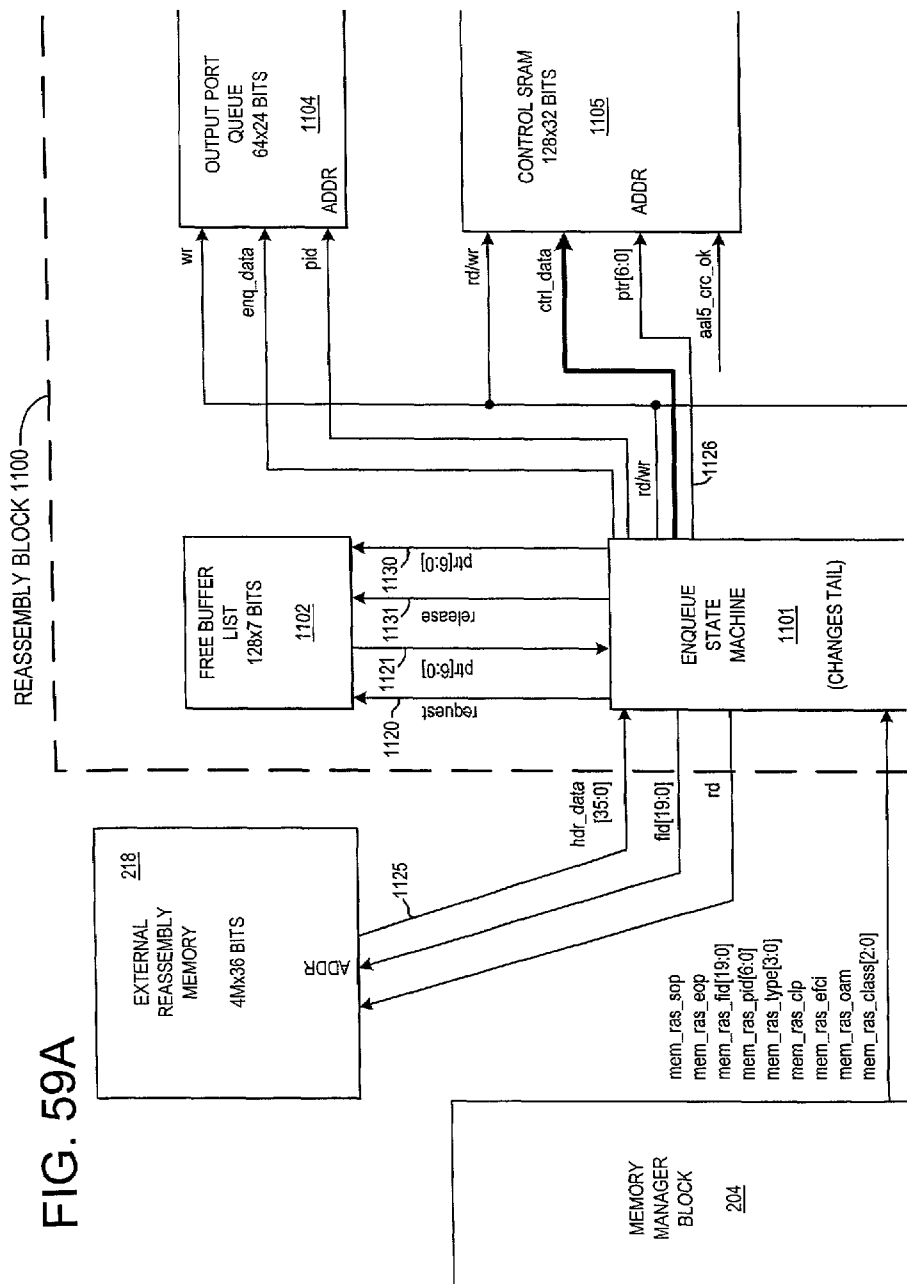 FIG. 59A
REASSEMBLY BLOCK 1100
EXTERNAL
REASSEMBLY
MEMORY
4Mx36 BITS
218
ADDR
1125
hdr_data
[35:0]
fid[19:0]
rd
MEMORY
MANAGER
BLOCK
204
mem_ras_sop
mem_ras_eop
mem_ras_fid[19:0]
mem_ras_pid[6:0]
mem_ras_type[3:0]
mem_ras_clp
mem_ras_efci
mem_ras_oam
mem_ras_class[2:0]
FREE BUFFER
LIST
128x7 BITS
1102
1120
request
1121
ptr[6:0]
1131
release
1130
ptr[6:0]
ENQUEUE
STATE
MACHINE
1101
(CHANGES TAIL)
rd/wr
1126
OUTPUT PORT
QUEUE
64x24 BITS
1104
ADDR
wr
enq_data
pid
CONTROL SRAM
128x32 BITS
1105
ADDR
rd/wr
ctrl_data
ptr[6:0]
aal5_crc_ok